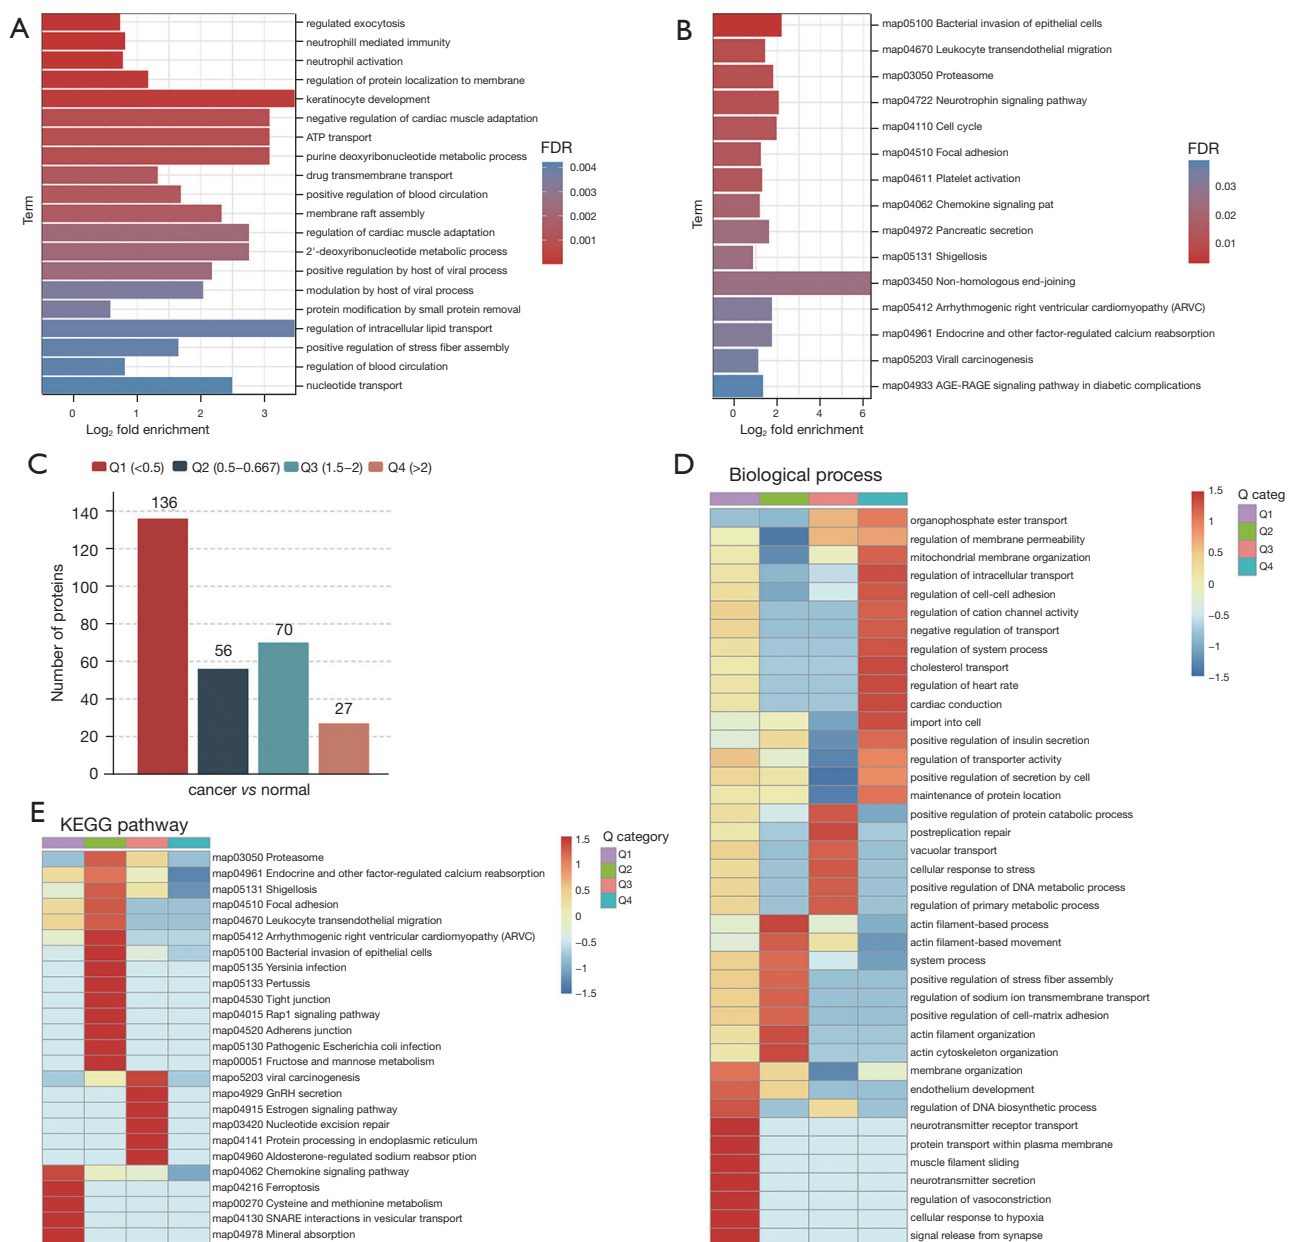 A
regulated exocytosis
neutrophill mediated immunity
neutrophil activation
regulation of protein localization to membrane
keratinocyte development
negative regulation of cardiac muscle adaptation
ATP transport
purine deoxyribonucleotide metabolic process
drug transmembrane transport
positive regulation of blood circulation
membrane raft assembly
regulation of cardiac muscle adaptation
2'-deoxyribonucleotide metabolic process
positive regulation by host of viral process
modulation by host of viral process
protein modification by small protein removal
regulation of intracellular lipid transport
positive regulation of stress fiber assembly
regulation of blood circulation
nucleotide transport
Term
0 1 2 3
Log2 fold enrichment
FDR
0.004
0.003
0.002
0.001
B
map05100 Bacterial invasion of epithelial cells
map04670 Leukocyte transendothelial migration
map03050 Proteasome
map04722 Neurotrophin signaling pathway
map04110 Cell cycle
map04510 Focal adhesion
map04611 Platelet activation
map04062 Chemokine signaling pat
map04972 Pancreatic secretion
map05131 Shigellosis
map03450 Non-homologous end-joining
map05412 Arrhythmogenic right ventricular cardiomyopathy (ARVC)
map04961 Endocrine and other factor-regulated calcium reabsorption
map05203 Virall carcinogenesis
map04933 AGE-RAGE signaling pathway in diabetic complications
Term
0 2 4 6
Log2 fold enrichment
FDR
0.03
0.02
0.01
C
Q1 (<0.5) Q2 (0.5-0.667) Q3 (1.5-2) Q4 (>2)
Number of proteins
140
120
100
80
60
40
20
0
136
56
70
27
cancer vs normal
D
Biological process
organophosphate ester transport
regulation of membrane permeability
mitochondrial membrane organization
regulation of intracellular transport
regulation of cell-cell adhesion
regulation of cation channel activity
negative regulation of transport
regulation of system process
cholesterol transport
regulation of heart rate
cardiac conduction
import into cell
positive regulation of insulin secretion
regulation of transporter activity
positive regulation of secretion by cell
maintenance of protein location
positive regulation of protein catabolic process
postreplication repair
vacuolar transport
cellular response to stress
positive regulation of DNA metabolic process
regulation of primary metabolic process
actin filament-based process
actin filament-based movement
system process
positive regulation of stress fiber assembly
regulation of sodium ion transmembrane transport
positive regulation of cell-matrix adhesion
actin filament organization
actin cytoskeleton organization
membrane organization
endothelium development
regulation of DNA biosynthetic process
neurotransmitter receptor transport
protein transport within plasma membrane
muscle filament sliding
neurotransmitter secretion
regulation of vasoconstriction
cellular response to hypoxia
signal release from synapse
1.5
1
0.5
0
−0.5
−1
−1.5
Q categ
Q1
Q2
Q3
Q4
E
KEGG pathway
map03050 Proteasome
map04961 Endocrine and other factor-regulated calcium reabsorption
map05131 Shigellosis
map04510 Focal adhesion
map04670 Leukocyte transendothelial migration
map05412 Arrhythmogenic right ventricular cardiomyopathy (ARVC)
map05100 Bacterial invasion of epithelial cells
map05135 Yersinia infection
map05133 Pertussis
map04530 Tight junction
map04015 Rap1 signaling pathway
map04520 Adherens junction
map05130 Pathogenic Escherichia coli infection
map00051 Fructose and mannose metabolism
mapo5203 viral carcinogenesis
mapo4929 GnRH secretion
map04915 Estrogen signaling pathway
map03420 Nucleotide excision repair
map04141 Protein processing in endoplasmic reticulum
map04960 Aldosterone-regulated sodium reabsor ption
map04062 Chemokine signaling pathway
map04216 Ferroptosis
map00270 Cysteine and methionine metabolism
map04130 SNARE interactions in vesicular transport
map04978 Mineral absorption
1.5
1
0.5
0
−0.5
−1
−1.5
Q category
Q1
Q2
Q3
Q4